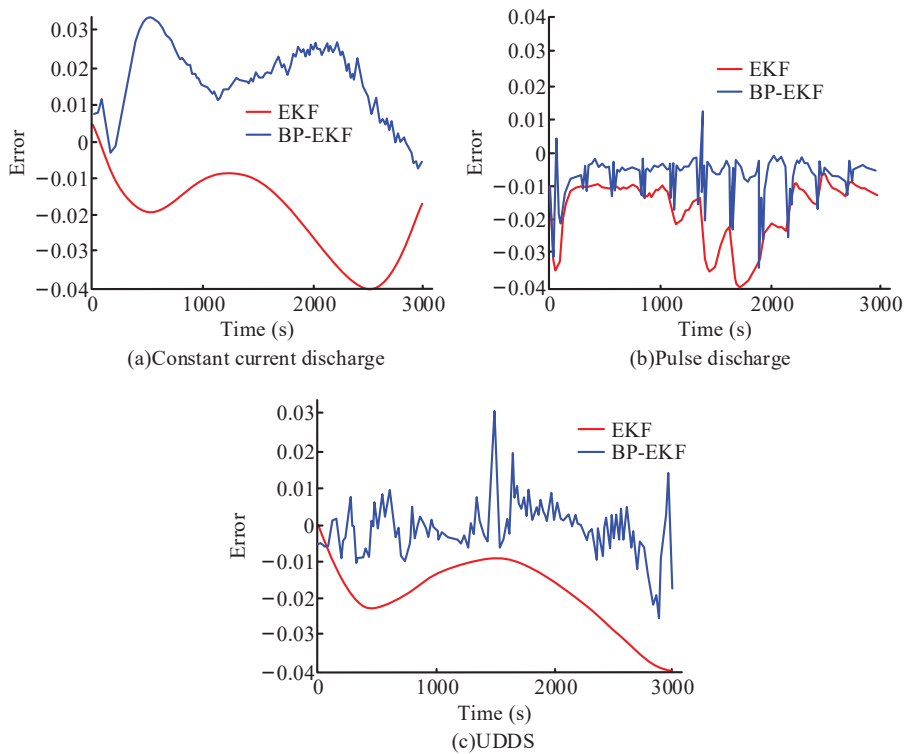 0.03
0.03
0.01
0
−0.01
−0.02
−0.03
−0.04
Error
EKF
BP-EKF
0
1000
2000
3000
Time (s)
(a)Constant current discharge
0.04
0.03
0.02
0.01
0
−0.01
−0.02
−0.03
−0.04
Error
EKF
BP-EKF
0
1000
2000
3000
Time (s)
(b)Pulse discharge
0.03
0.02
0.01
0
−0.01
−0.02
−0.03
−0.04
Error
EKF
BP-EKF
0
1000
2000
3000
Time (s)
(c)UDDS